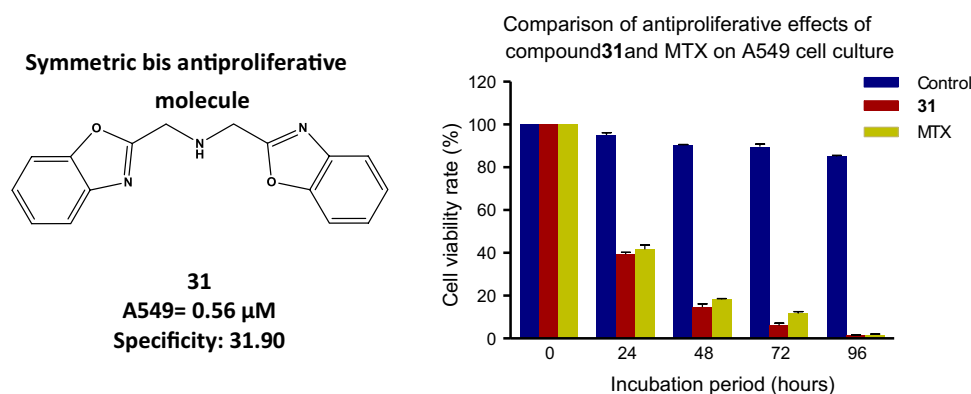 Symmetric bis antiproliferative
molecule
O
N
N
H
N
O
31
A549= 0.56 μM
Specificity: 31.90
Comparison of antiproliferative effects of
compound31and MTX on A549 cell culture
Control
31
MTX
Cell viability rate (%)
120
100
80
60
40
20
0
0 24 48 72 96
Incubation period (hours)